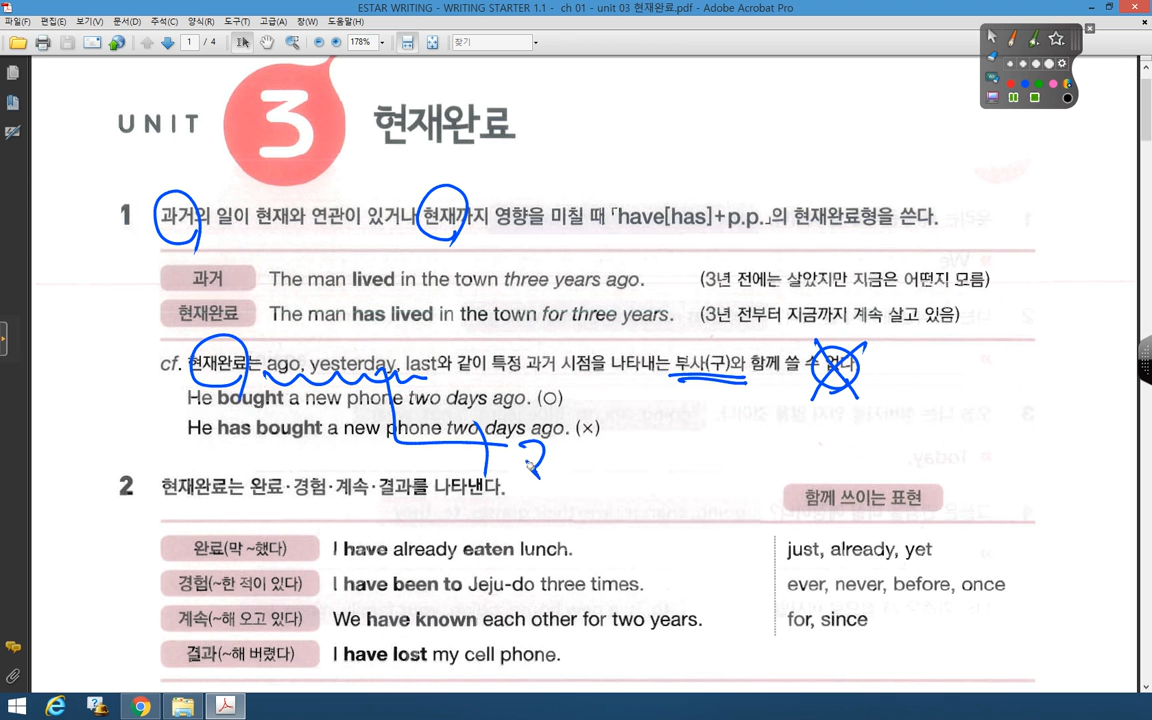 ESTAR WRITING - WRITING STARTER 1.1 - ch 01 - unit 03 현재완료.pdf - Adobe Acrobat Pro
파일(F) 편집(E) 보기(V) 문서(D) 주석(C) 양식(R) 도구(T) 고급(A) 창(W) 도움말(H)
1 / 4 178% 찾기
UNIT 3 현재완료
1 과거의 일이 현재와 연관이 있거나 현재까지 영향을 미칠 때 「have[has]+p.p.」의 현재완료형을 쓴다.
과거 The man lived in the town three years ago. (3년 전에는 살았지만 지금은 어떤지 모름)
현재완료 The man has lived in the town for three years. (3년 전부터 지금까지 계속 살고 있음)
cf. 현재완료는 ago, yesterday, last와 같이 특정 과거 시점을 나타내는 부사(구)와 함께 쓸 수 없다
He bought a new phone two days ago. (○)
He has bought a new phone two days ago. (×)
2 현재완료는 완료·경험·계속·결과를 나타낸다.
함께 쓰이는 표현
완료(막 ~했다) I have already eaten lunch. just, already, yet
경험(~한 적이 있다) I have been to Jeju-do three times. ever, never, before, once
계속(~해 오고 있다) We have known each other for two years. for, since
결과(~해 버렸다) I have lost my cell phone.